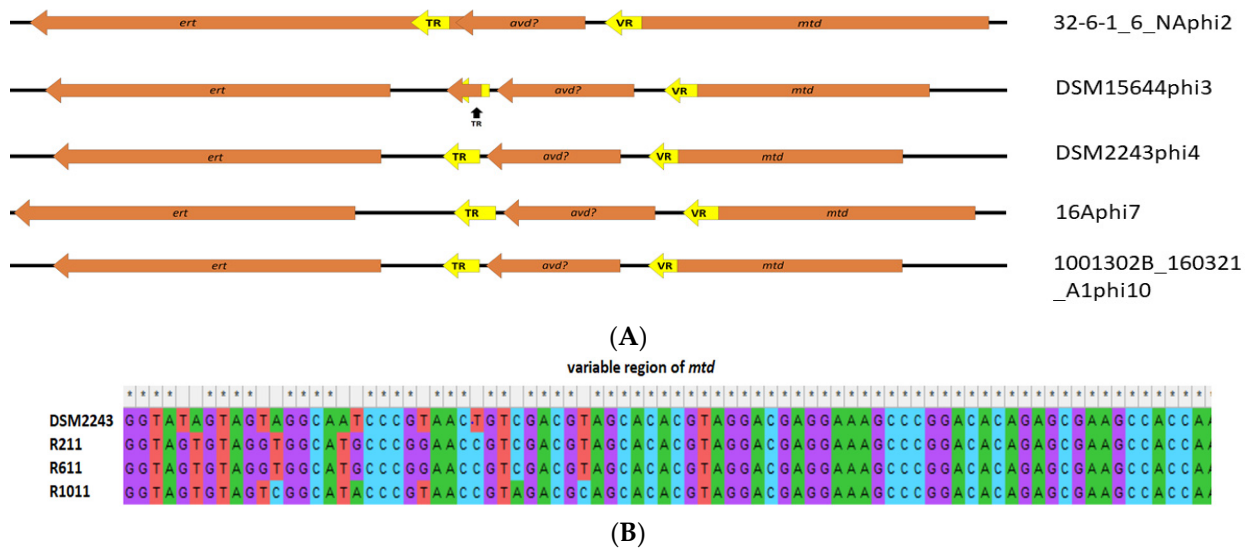 ert TR avd? VR mtd 32-6-1_6_NAphi2
ert avd? VR mtd DSM15644phi3
TR
ert TR avd? VR mtd DSM2243phi4
ert TR avd? VR mtd 16Aphi7
ert TR avd? VR mtd 1001302B_160321
_A1phi10
(A)
variable region of mtd
DSM2243 GGTATAGTAGTAGGCAATCCCGTAACTGTCGACGTAGCACACGTAGGACGAGGAAAGCCCGGACACAGAGCGAAGCCACCAA
R211 GGTAGTGTAGGTGGCATGCCCGGAACCGTCGACGTAGCACACGTAGGACGAGGAAAGCCCGGACACAGAGCGAAGCCACCAA
R611 GGTAGTGTAGGTGGCATGCCCGGAACCGTCGACGTAGCACACGTAGGACGAGGAAAGCCCGGACACAGAGCGAAGCCACCAA
R1011 GGTAGTGTAGTCGGCATACCCGTAACCGTAGACGCAGCACACGTAGGACGAGGAAAGCCCGGACACAGAGCGAAGCCACCAA
(B)